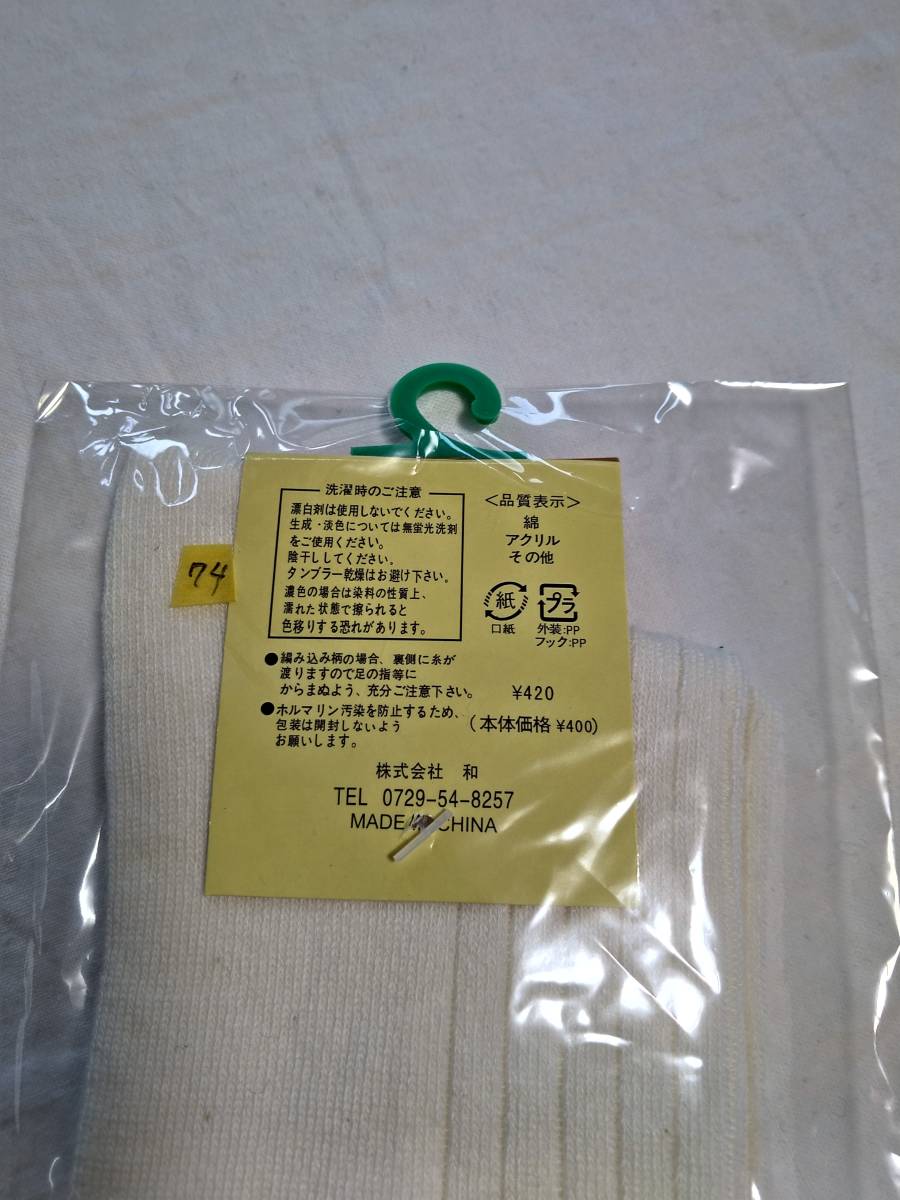 洗濯時のご注意
漂白剤は使用しないでください。
生成・淡色については無蛍光洗剤
をご使用ください。
陰干ししてください。
タンブラー乾燥はお避け下さい。
濃色の場合は染料の性質上、
濡れた状態で擦られると
色移りする恐れがあります。
<品質表示>
綿
アクリル
その他
紙
口紙
プラ
外装:PP
フック:PP
74
●編み込み柄の場合、裏側に糸が
渡りますので足の指等に
からまぬよう、充分ご注意下さい。
●ホルマリン汚染を防止するため、
包装は開封しないよう
お願いします。
¥420
(本体価格 ¥400)
株式会社 和
TEL 0729-54-8257
MADE IN CHINA